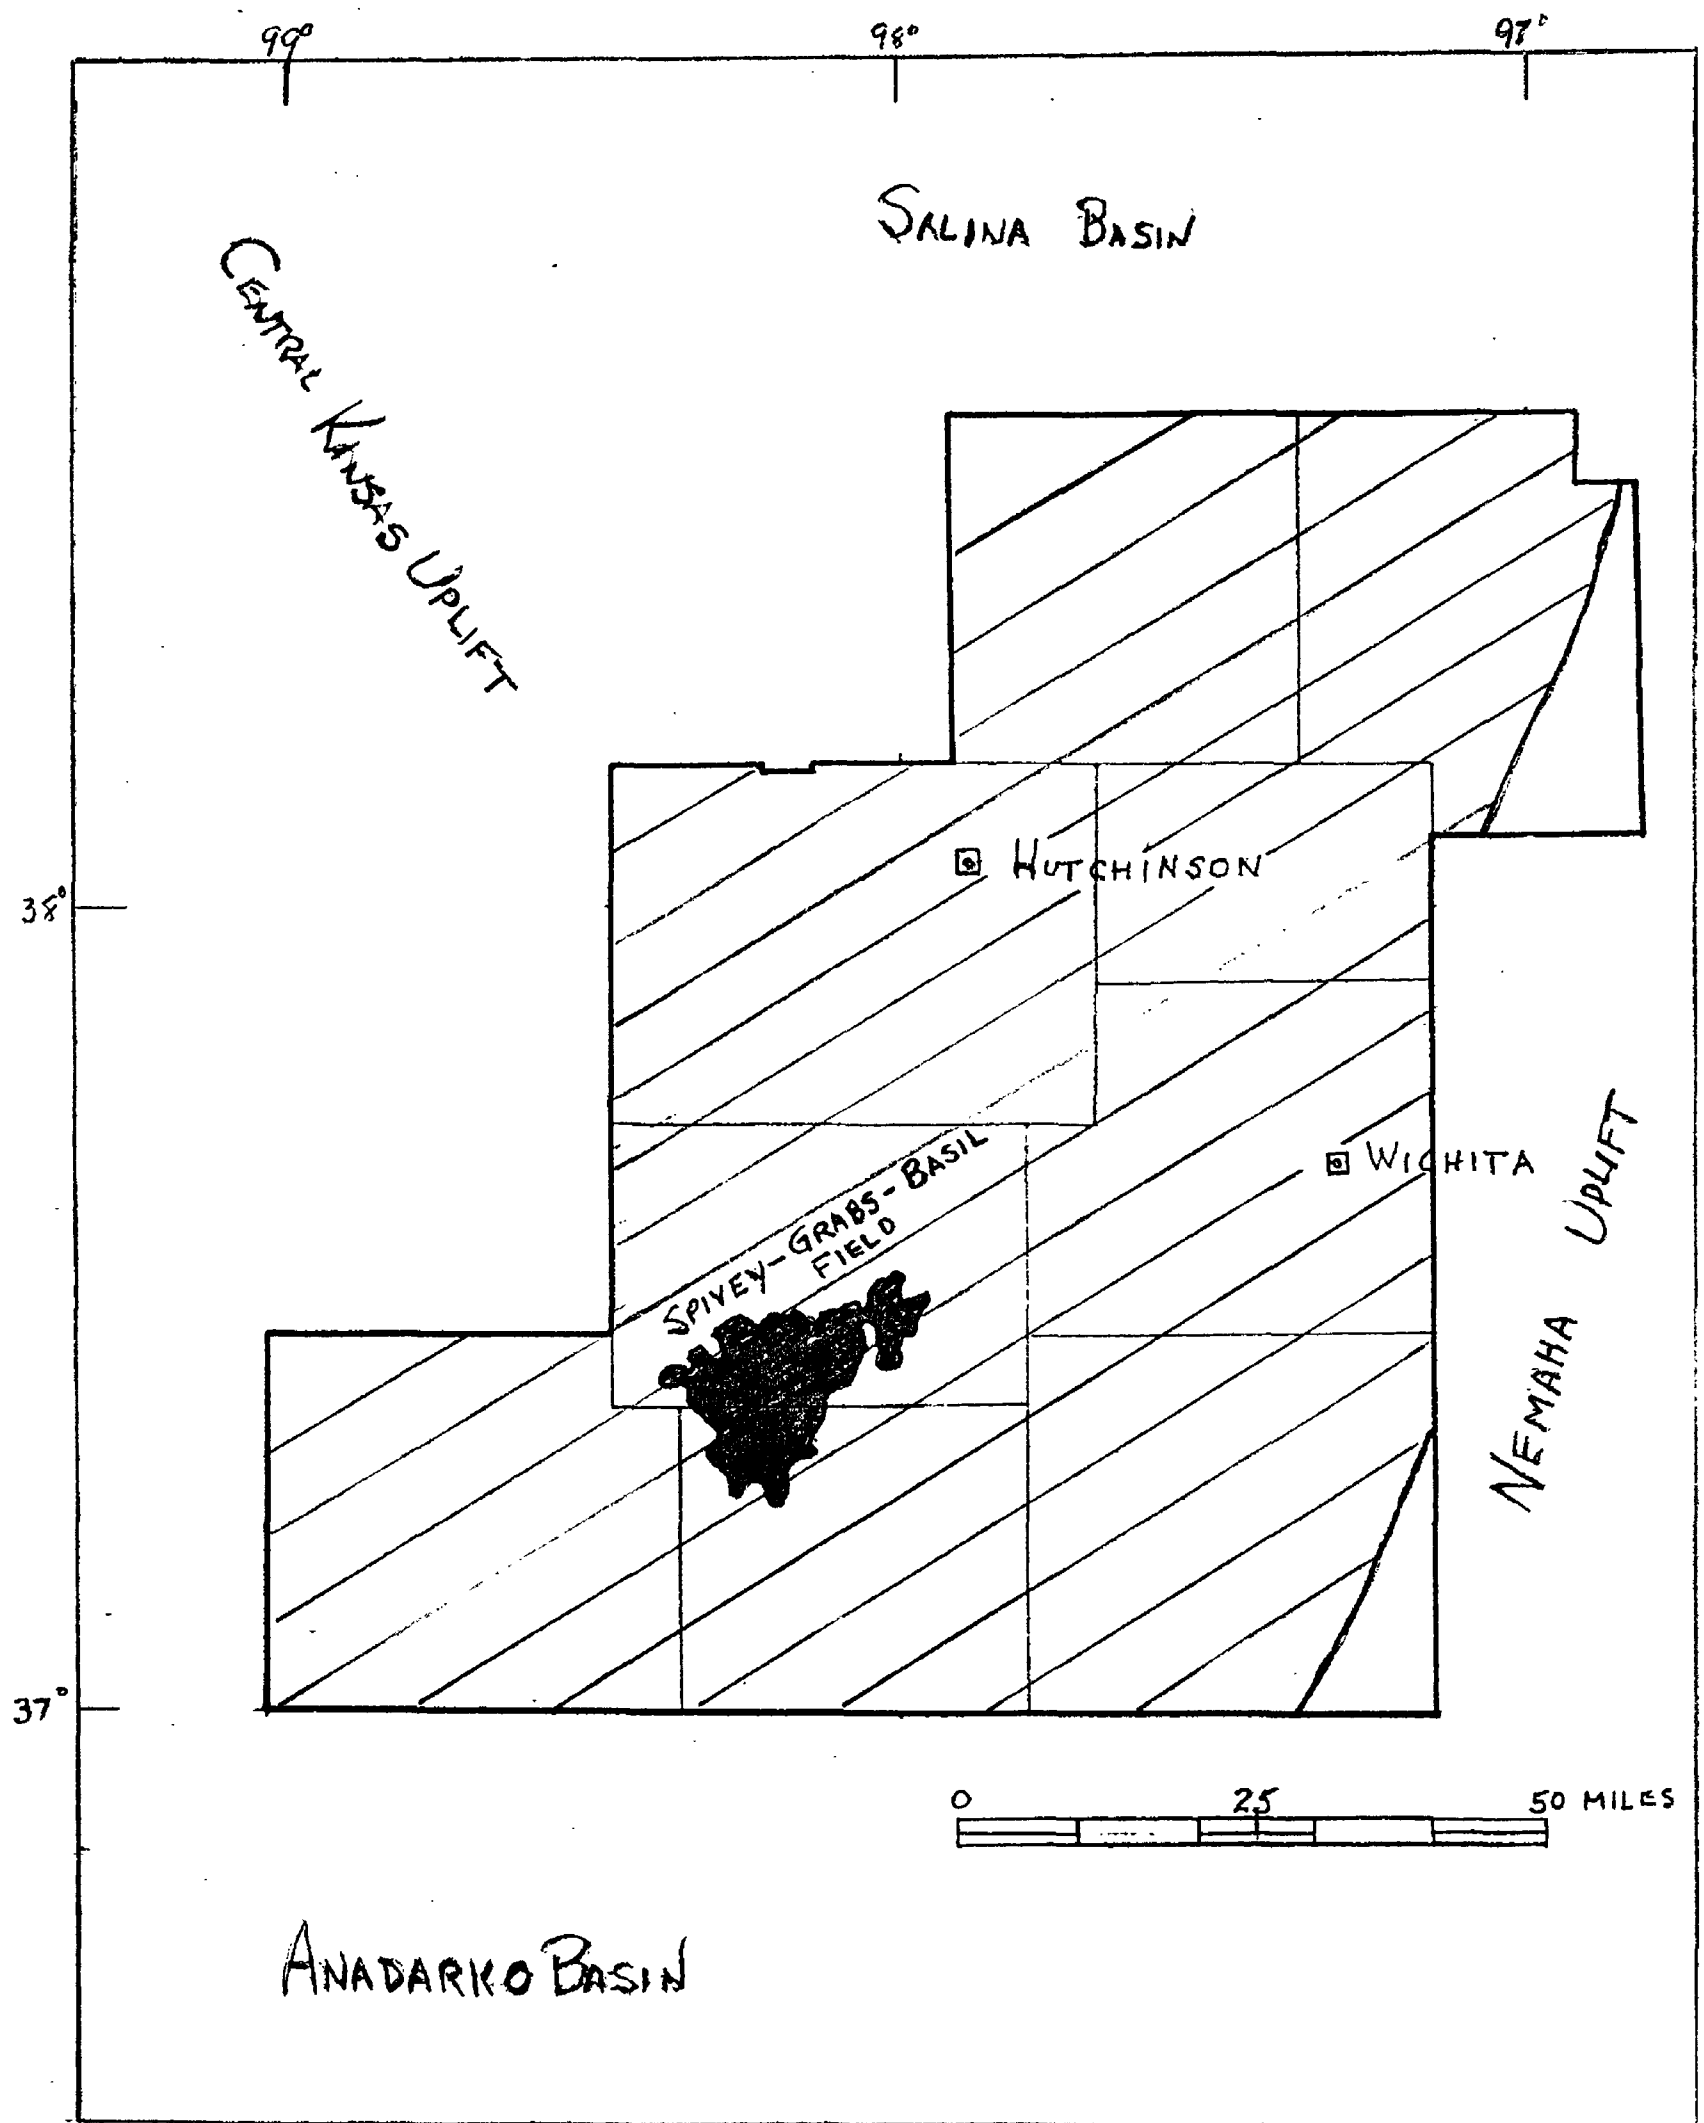 99° 98° 97°
SALINA BASIN
CENTRAL KANSAS UPLIFT
HUTCHINSON
38°
WICHITA
SPIVEY-GRABS-BASIL
FIELD
NEMAHA UPLIFT
37°
0 25 50 MILES
ANADARKO BASIN